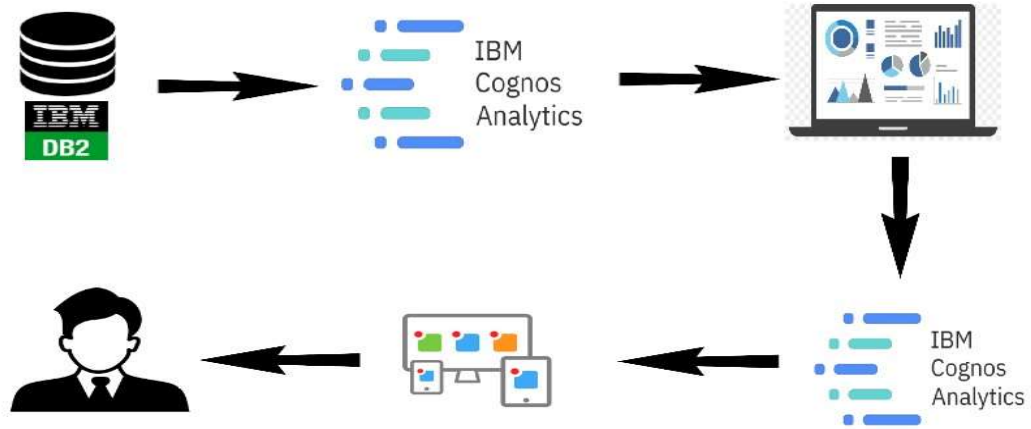 IBM
Cognos
Analytics
IBM
DB2
IBM
Cognos
Analytics